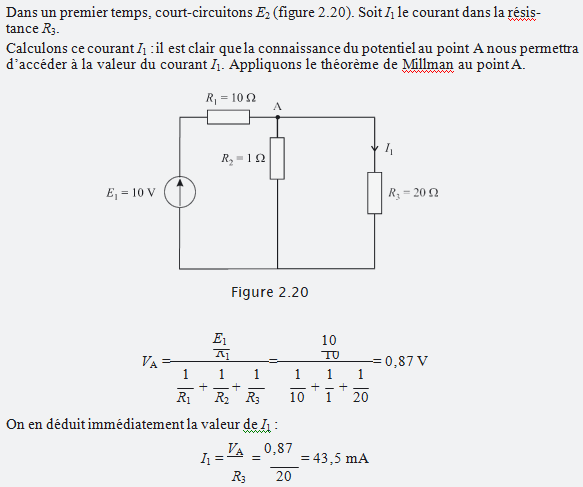 Dans un premier temps, court-circuitons E₂ (figure 2.20). Soit I₁ le courant dans la résis-
tance R₃.
Calculons ce courant I₁ : il est clair que la connaissance du potentiel au point A nous permettra
d'accéder à la valeur du courant I₁. Appliquons le théorème de Millman au point A.
R₁ = 10 Ω
A
I₁
R₂ = 1 Ω
E₁ = 10 V
R₃ = 20 Ω
Figure 2.20
V_A = (E₁/R₁)/(1/R₁ + 1/R₂ + 1/R₃) = (10/10)/(1/10 + 1/1 + 1/20) = 0,87 V
On en déduit immédiatement la valeur de I₁ :
I₁ = V_A/R₃ = 0,87/20 = 43,5 mA